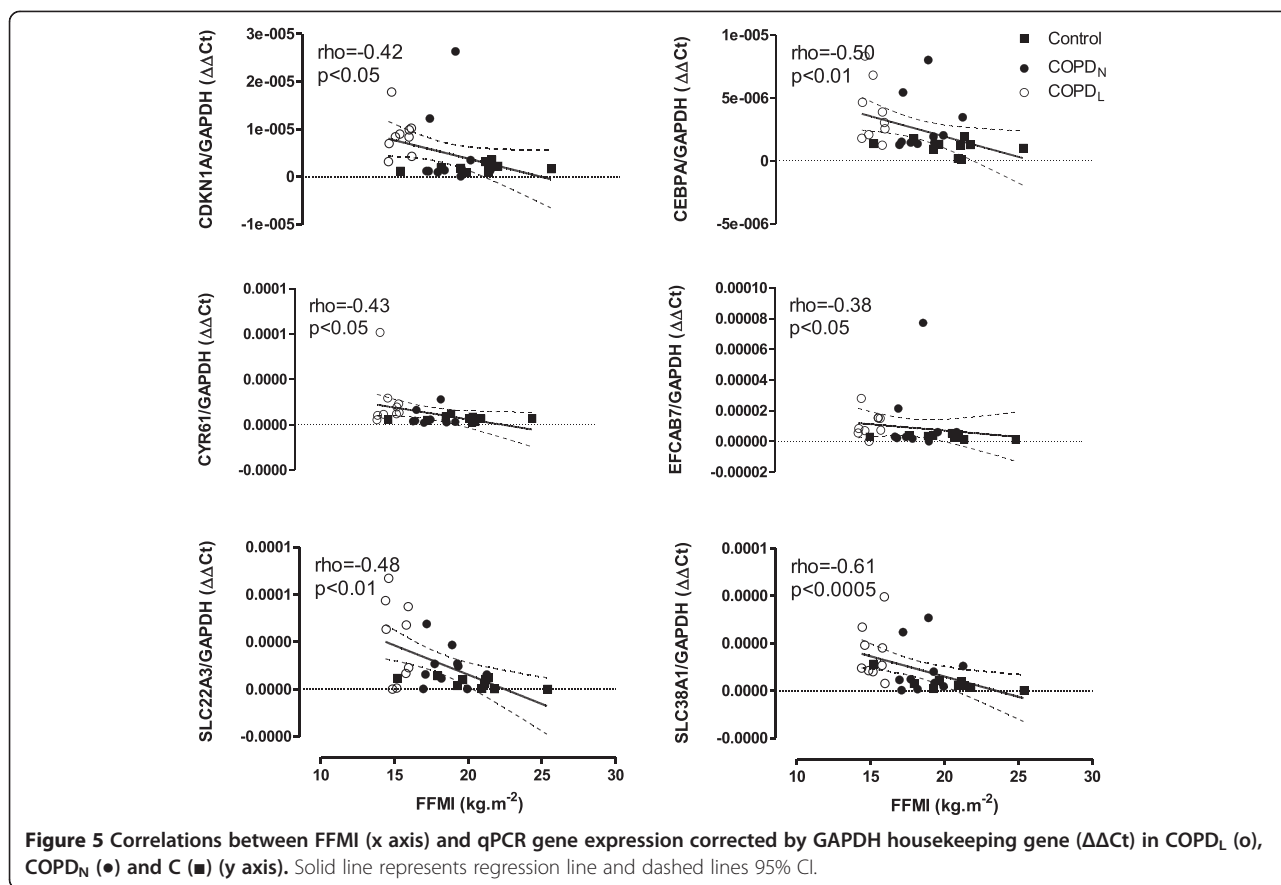 3e-005
2e-005
1e-005
0
-1e-005
CDKN1A/GAPDH (ΔΔCt)
rho=-0.42
p<0.05
1e-005
5e-006
0
-5e-006
CEBPA/GAPDH (ΔΔCt)
rho=-0.50
p<0.01
■ Control
● COPD_N
○ COPD_L
0.0001
0.0001
0.0000
0.0000
-0.0000
CYR61/GAPDH (ΔΔCt)
rho=-0.43
p<0.05
0.00010
0.00008
0.00006
0.00004
0.00002
0.00000
-0.00002
EFCAB7/GAPDH (ΔΔCt)
rho=-0.38
p<0.05
0.0001
0.0001
0.0000
0.0000
-0.0000
SLC22A3/GAPDH (ΔΔCt)
rho=-0.48
p<0.01
10 15 20 25 30
FFMI (kg.m⁻²)
0.0001
0.0000
0.0000
0.0000
-0.0000
SLC38A1/GAPDH (ΔΔCt)
rho=-0.61
p<0.0005
10 15 20 25 30
FFMI (kg.m⁻²)
Figure 5 Correlations between FFMI (x axis) and qPCR gene expression corrected by GAPDH housekeeping gene (ΔΔCt) in COPD_L (o),
COPD_N (●) and C (■) (y axis). Solid line represents regression line and dashed lines 95% CI.